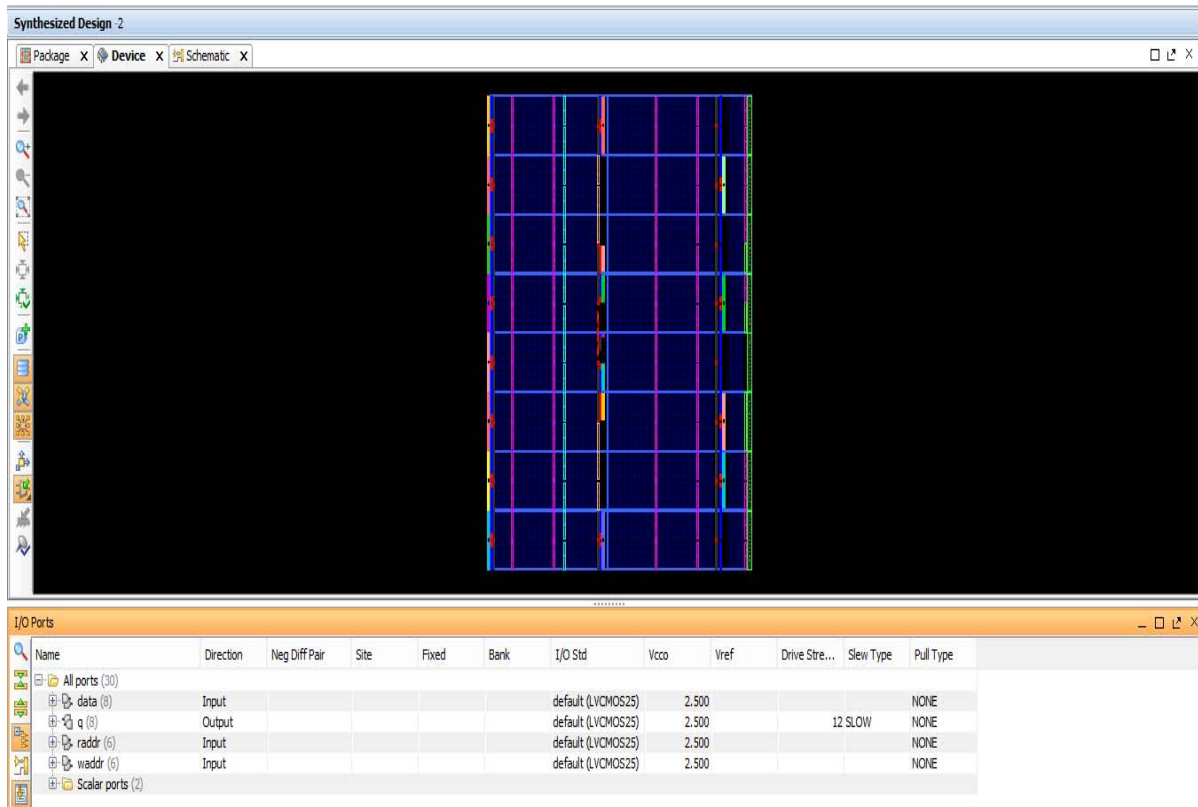 Synthesized Design -2
Package X Device X Schematic X
I/O Ports
Name Direction Neg Diff Pair Site Fixed Bank I/O Std Vcco Vref Drive Stre... Slew Type Pull Type
All ports (30)
data (8) Input default (LVCMOS25) 2.500 NONE
q (8) Output default (LVCMOS25) 2.500 12 SLOW NONE
raddr (6) Input default (LVCMOS25) 2.500 NONE
waddr (6) Input default (LVCMOS25) 2.500 NONE
Scalar ports (2)